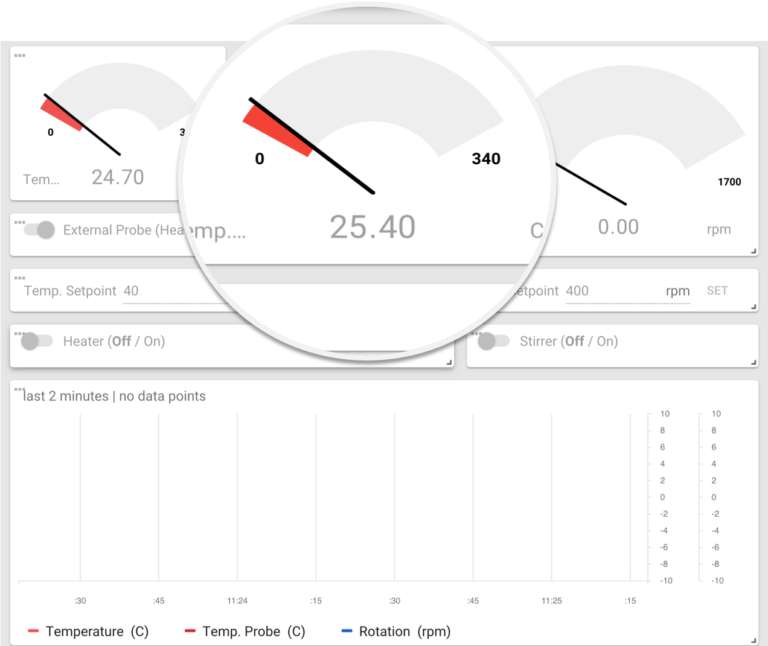 0
3
Tem...
24.70
0
340
emp....
25.40
C
1700
0.00
rpm
External Probe (Hea
Temp. Setpoint 40
etpoint 400 rpm SET
Heater (Off / On)
Stirrer (Off / On)
last 2 minutes | no data points
10 10
8 8
6 6
4 4
2 2
0 0
-2 -2
-4 -4
-6 -6
-8 -8
-10 -10
:30 :45 11:24 :15 :30 :45 11:25 :15
Temperature (C) Temp. Probe (C) Rotation (rpm)